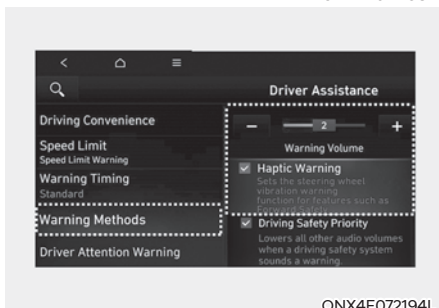 Driver Assistance
Driving Convenience
Speed Limit
Speed Limit Warning
Warning Timing
Standard
Warning Methods
Driver Attention Warning
2
Warning Volume
Haptic Warning
Sets the steering wheel
vibration warning
function for features such as
Forward Safety
Driving Safety Priority
Lowers all other audio volumes
when a driving safety system
sounds a warning.